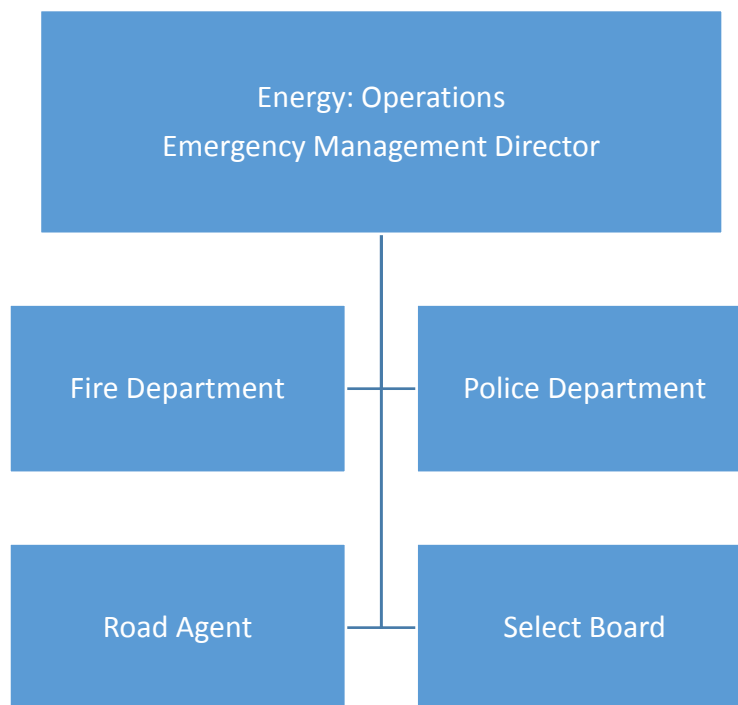 Energy: Operations
Emergency Management Director
Fire Department
Police Department
Road Agent
Select Board